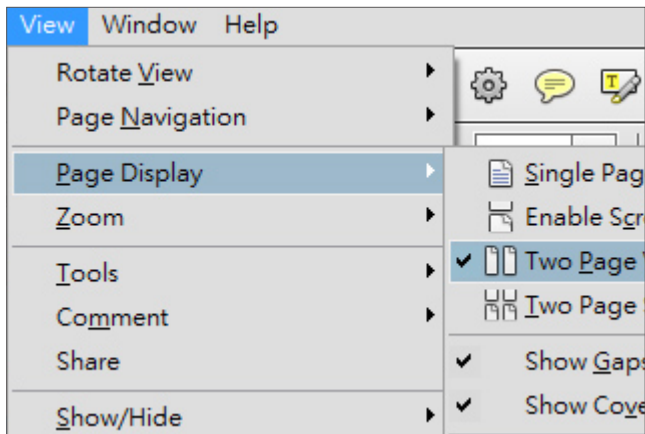 View Window Help
Rotate View
Page Navigation
Page Display
Zoom
Tools
Comment
Share
Show/Hide
Single Pag
Enable Scr
Two Page
Two Page
Show Gaps
Show Cove